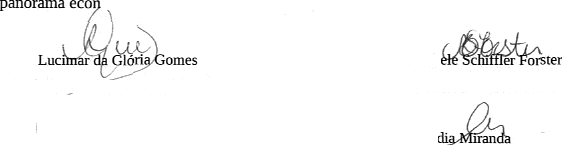 panorama econ
Lucimar da Glória Gomes
ele Schiffler Forster
dia Miranda